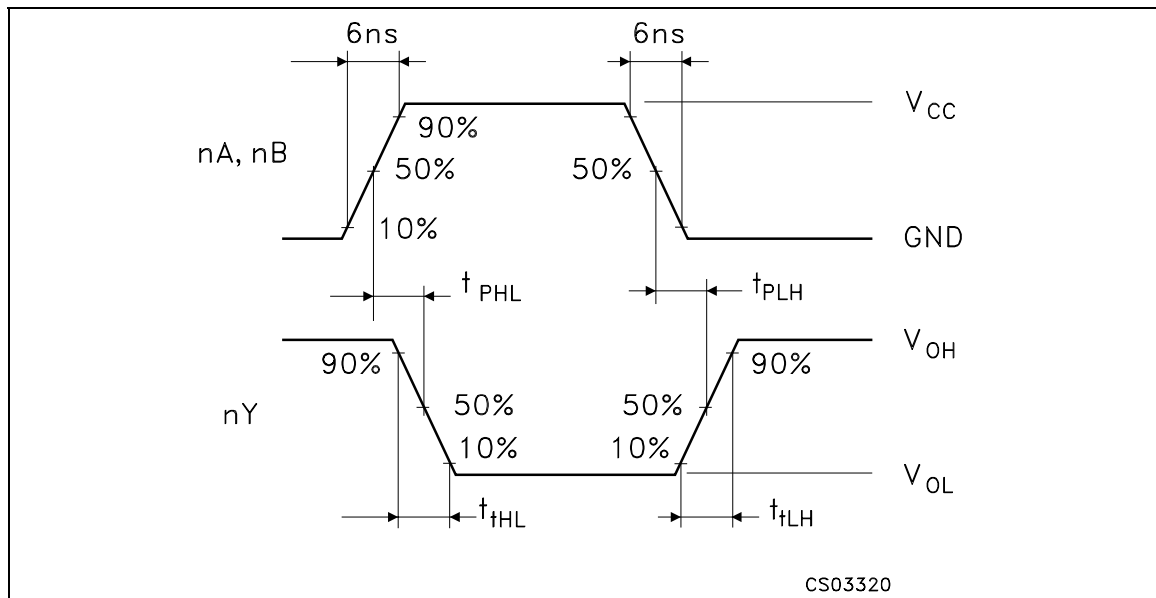 6ns 6ns
V CC
90%
nA, nB 50% 50%
10%
GND
t PHL t PLH
V OH
90% 90%
nY 50% 50%
10% 10%
V OL
t tHL t tLH
CS03320